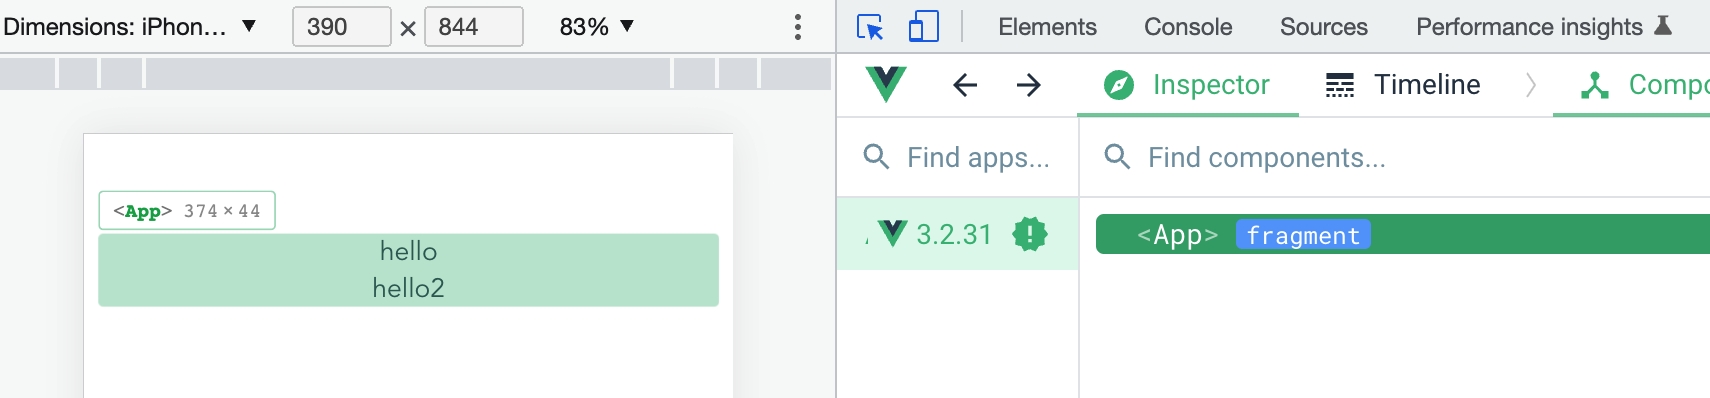 Dimensions: iPhon... ▼ 390 × 844 83% ▼
Elements Console Sources Performance insights
Inspector Timeline Compo
Find apps... Find components...
<App> 374 × 44
3.2.31 <App> fragment
hello
hello2